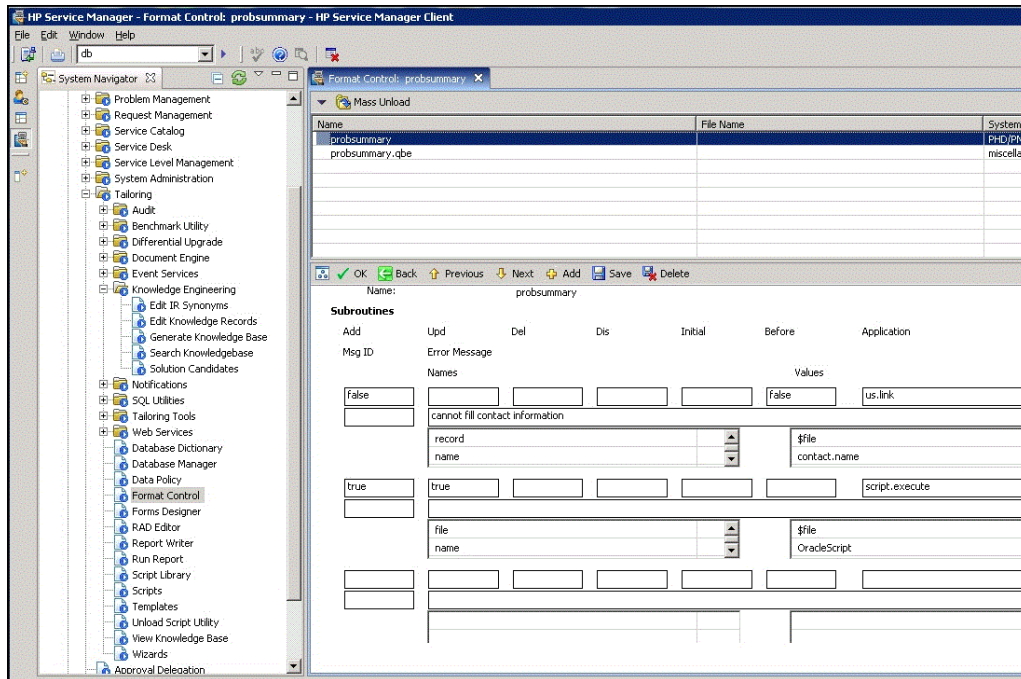 HP Service Manager - Format Control: probsummary - HP Service Manager Client
File Edit Window Help
db
System Navigator
Problem Management
Request Management
Service Catalog
Service Desk
Service Level Management
System Administration
Tailoring
Audit
Benchmark Utility
Differential Upgrade
Document Engine
Event Services
Knowledge Engineering
Edit IR Synonyms
Edit Knowledge Records
Generate Knowledge Base
Search Knowledgebase
Solution Candidates
Notifications
SQL Utilities
Tailoring Tools
Web Services
Database Dictionary
Database Manager
Data Policy
Format Control
Forms Designer
RAD Editor
Report Writer
Run Report
Script Library
Scripts
Templates
Unload Script Utility
View Knowledge Base
Wizards
Approval Delegation
Format Control: probsummary
Mass Unload
Name File Name System
probsummary PHD/PN
probsummary.qbe miscella
OK Back Previous Next Add Save Delete
Name: probsummary
Subroutines
Add Upd Del Dis Initial Before Application
Msg ID Error Message
Names Values
false false us.link
cannot fill contact information
record $file
name contact.name
true true script.execute
file $file
name OracleScript